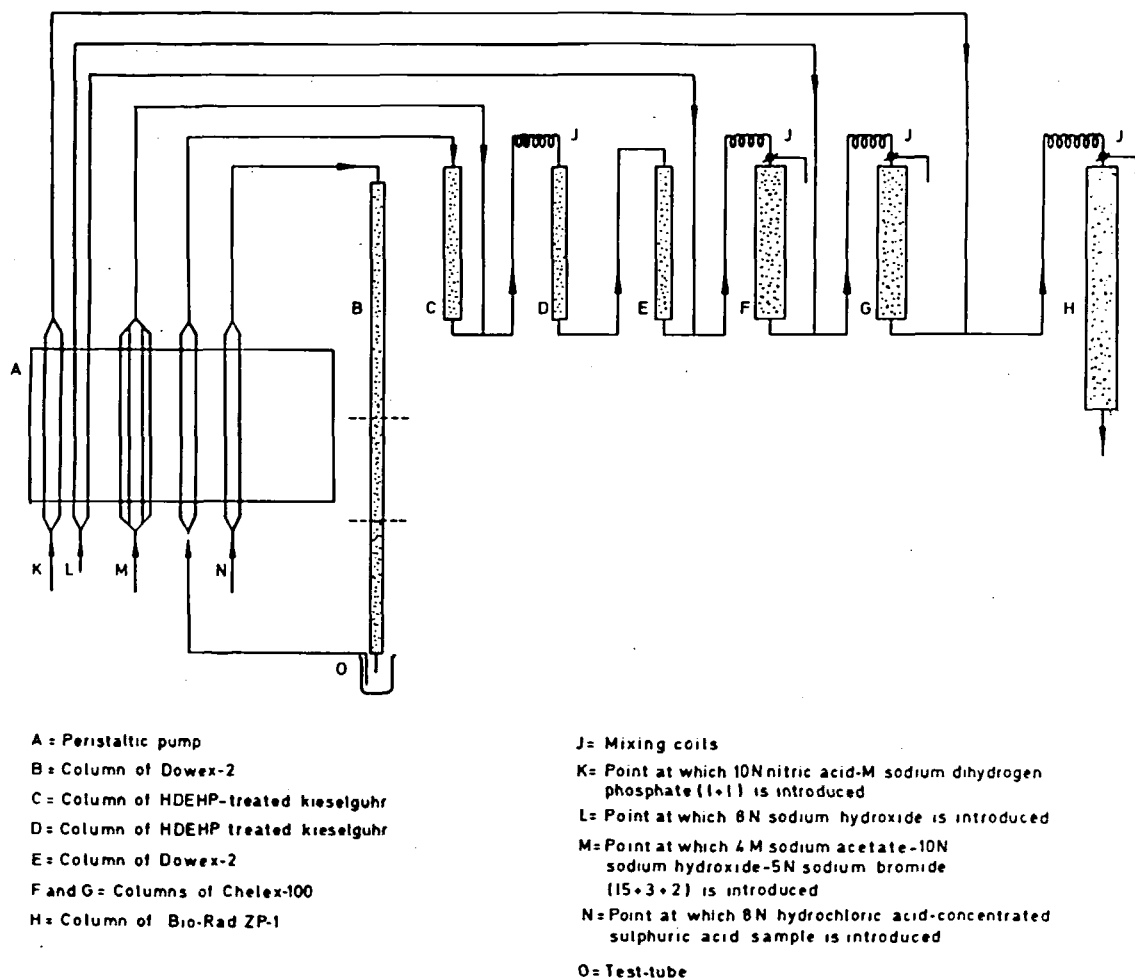 J
J
J
J
B
C
D
E
F
G
H
A
K
L
M
N
O
A = Peristaltic pump
B = Column of Dowex-2
C = Column of HDEHP-treated kieselguhr
D = Column of HDEHP treated kieselguhr
E = Column of Dowex-2
F and G = Columns of Chelex-100
H = Column of Bio-Rad ZP-1
J = Mixing coils
K = Point at which 10N nitric acid-M sodium dihydrogen
phosphate (1+1) is introduced
L = Point at which 8N sodium hydroxide is introduced
M = Point at which 4M sodium acetate-10N
sodium hydroxide-5N sodium bromide
(15+3+2) is introduced
N = Point at which 8N hydrochloric acid-concentrated
sulphuric acid sample is introduced
O = Test-tube